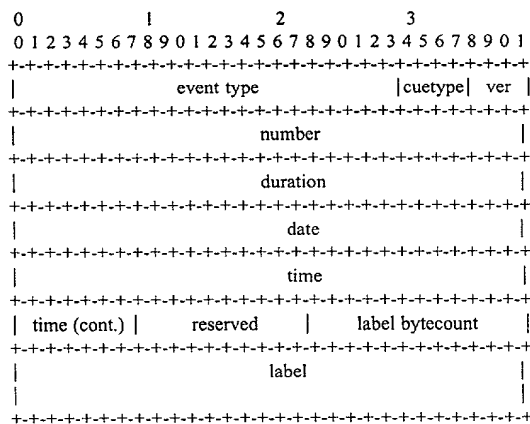 0 1 2 3
0 1 2 3 4 5 6 7 8 9 0 1 2 3 4 5 6 7 8 9 0 1 2 3 4 5 6 7 8 9 0 1
+-+-+-+-+-+-+-+-+-+-+-+-+-+-+-+-+-+-+-+-+-+-+-+-+-+-+-+-+-+-+-+-+
| event type |cuetype| ver |
+-+-+-+-+-+-+-+-+-+-+-+-+-+-+-+-+-+-+-+-+-+-+-+-+-+-+-+-+-+-+-+-+
| number |
+-+-+-+-+-+-+-+-+-+-+-+-+-+-+-+-+-+-+-+-+-+-+-+-+-+-+-+-+-+-+-+-+
| duration |
+-+-+-+-+-+-+-+-+-+-+-+-+-+-+-+-+-+-+-+-+-+-+-+-+-+-+-+-+-+-+-+-+
| date |
+-+-+-+-+-+-+-+-+-+-+-+-+-+-+-+-+-+-+-+-+-+-+-+-+-+-+-+-+-+-+-+-+
| time |
+-+-+-+-+-+-+-+-+-+-+-+-+-+-+-+-+-+-+-+-+-+-+-+-+-+-+-+-+-+-+-+-+
| time (cont.) | reserved | label bytecount |
+-+-+-+-+-+-+-+-+-+-+-+-+-+-+-+-+-+-+-+-+-+-+-+-+-+-+-+-+-+-+-+-+
| label |
| |
+-+-+-+-+-+-+-+-+-+-+-+-+-+-+-+-+-+-+-+-+-+-+-+-+-+-+-+-+-+-+-+-+